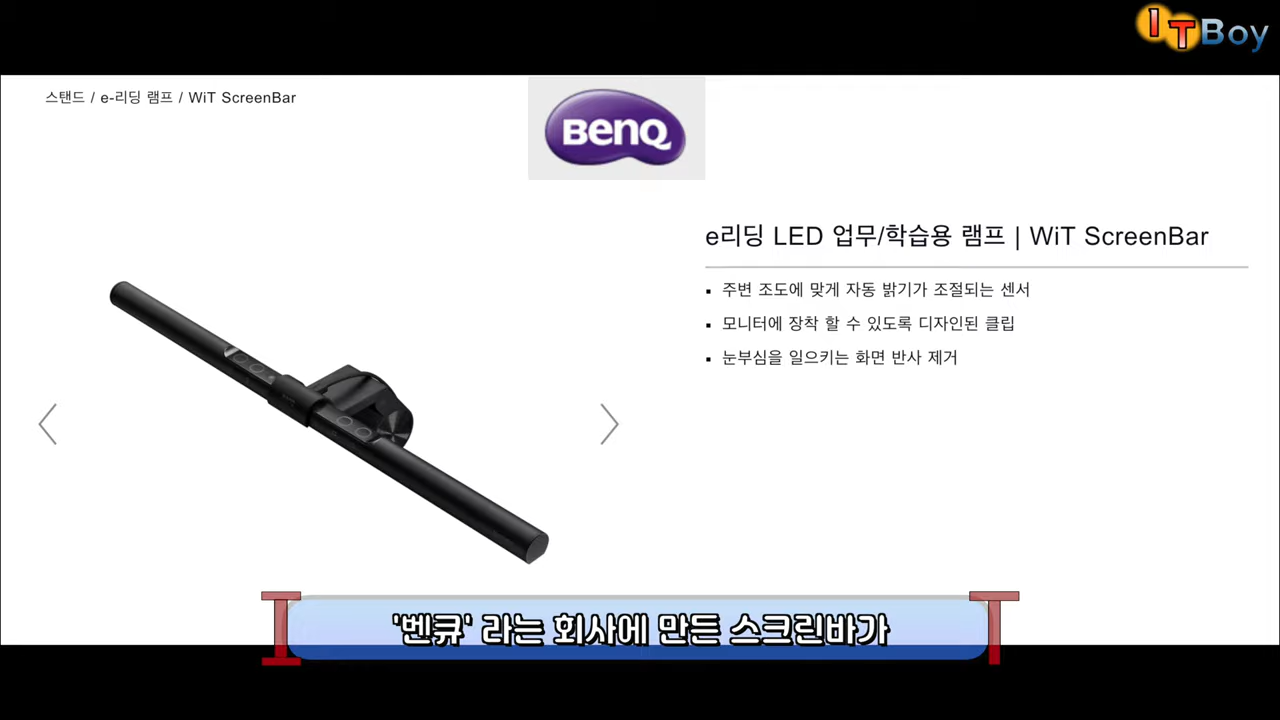 ITBoy
스탠드 / e-리딩 램프 / WiT ScreenBar
BenQ
e리딩 LED 업무/학습용 램프 | WiT ScreenBar
▪ 주변 조도에 맞게 자동 밝기가 조절되는 센서
▪ 모니터에 장착 할 수 있도록 디자인된 클립
▪ 눈부심을 일으키는 화면 반사 제거
'벤큐' 라는 회사에 만든 스크린바가